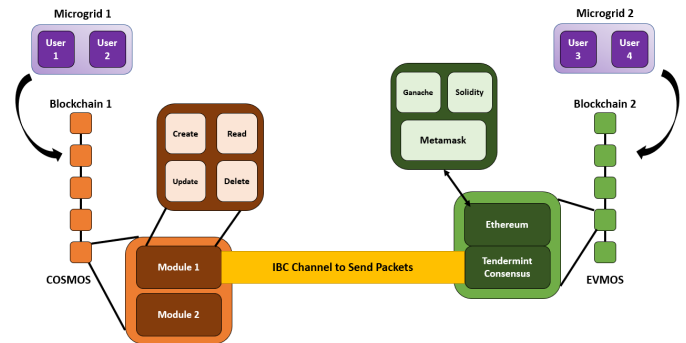 Microgrid 1
User
1
User
2
Blockchain 1
Create
Read
Update
Delete
COSMOS
Module 1
Module 2
IBC Channel to Send Packets
Microgrid 2
User
3
User
4
Blockchain 2
Ganache
Solidity
Metamask
Ethereum
Tendermint
Consensus
EVMOS